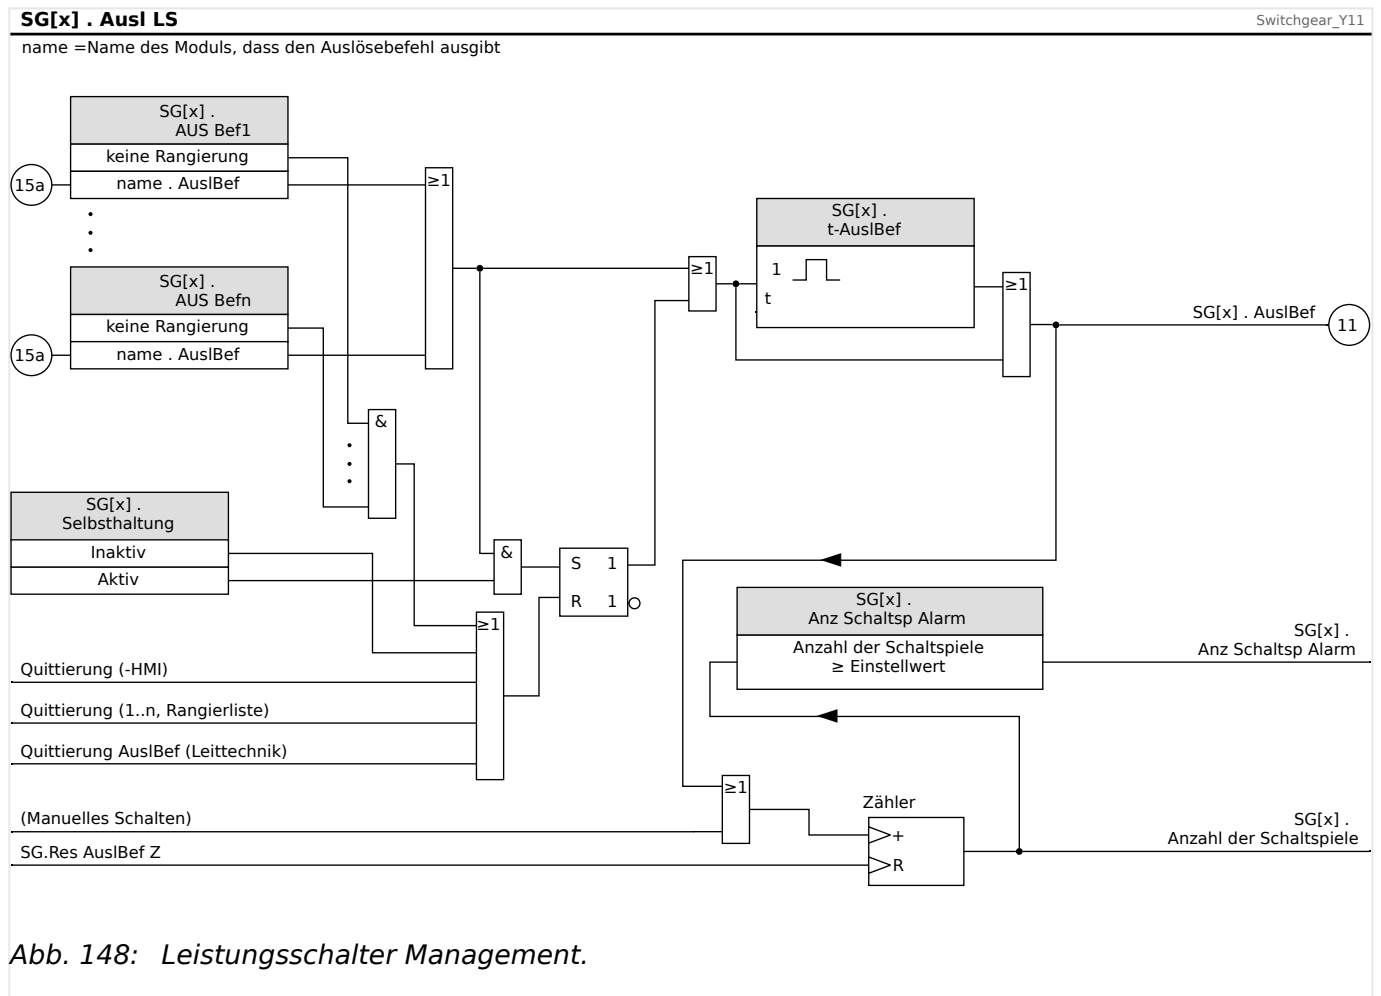 SG[x] . Ausl LS
Switchgear_Y11
name =Name des Moduls, dass den Auslösebefehl ausgibt
SG[x] .
AUS Bef1
keine Rangierung
15a
name . AuslBef
≥1
SG[x] .
t-AuslBef
1
t
≥1
≥1
SG[x] . AuslBef
11
SG[x] .
AUS Befn
keine Rangierung
15a
name . AuslBef
&
SG[x] .
Selbsthaltung
Inaktiv
Aktiv
&
S 1
R 1
≥1
SG[x] .
Anz Schaltsp Alarm
Anzahl der Schaltspiele
≥ Einstellwert
SG[x] .
Anz Schaltsp Alarm
Quittierung (-HMI)
Quittierung (1..n, Rangierliste)
Quittierung AuslBef (Leittechnik)
≥1
(Manuelles Schalten)
Zähler
+
R
SG[x] .
Anzahl der Schaltspiele
SG.Res AuslBef Z
Abb. 148: Leistungsschalter Management.